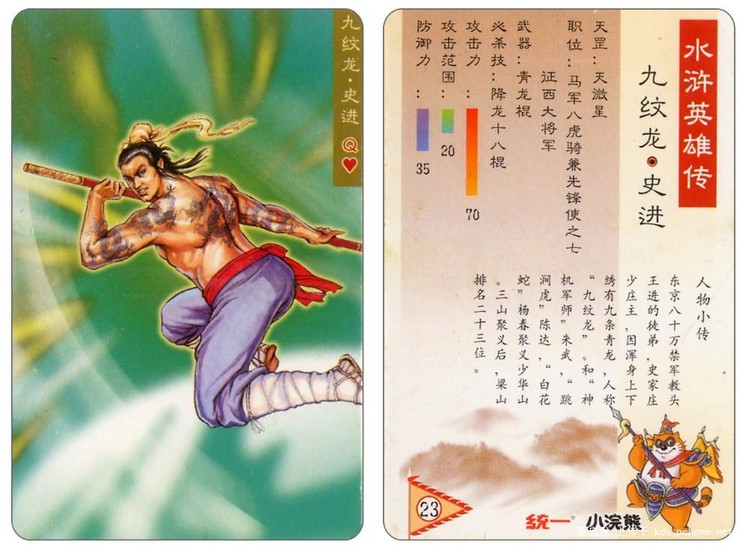 九纹龙·史进
Q
水浒英雄传
九纹龙·史进
天罡：天微星
职位：马军八虎骑兼先锋使之七
征西大将军
武器：青龙棍
必杀技：降龙十八棍
攻击力：
70
攻击范围：
20
防御力：
35
人物小传
东京八十万禁军教头
王进的徒弟，史家庄
少庄主，因浑身上下
绣有九条青龙，人称
“九纹龙”。和“神
机军师”朱武，“跳
涧虎”陈达，“白花
蛇”杨春聚义少华山
。三山聚义后，梁山
排名二十三位。
23
统一 小浣熊